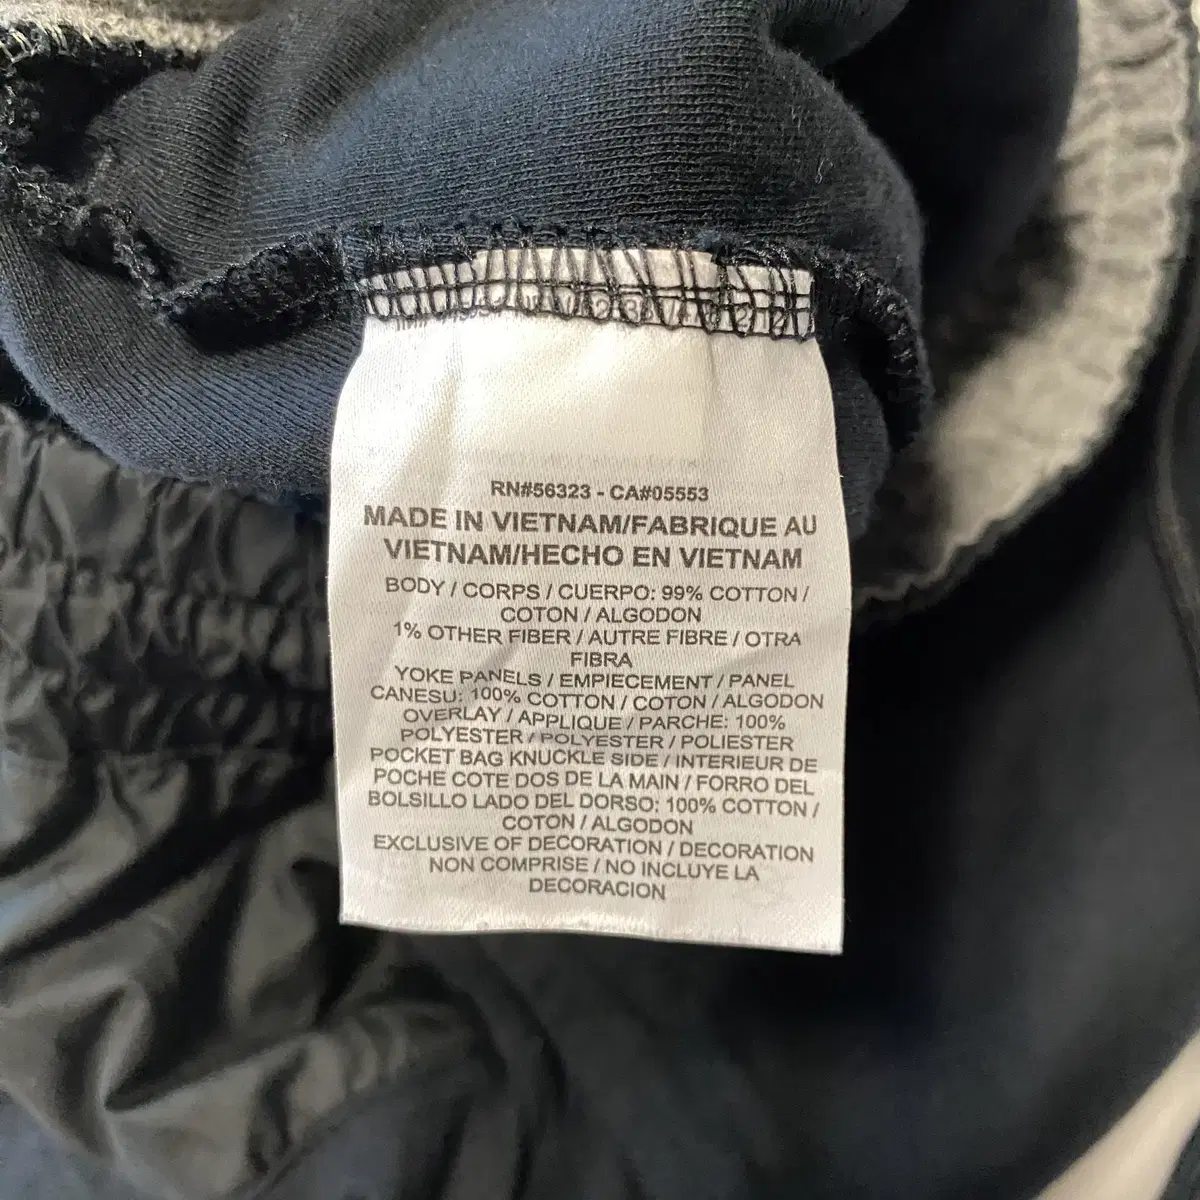 RN#56323 - CA#05553
MADE IN VIETNAM/FABRIQUE AU
VIETNAM/HECHO EN VIETNAM
BODY / CORPS / CUERPO: 99% COTTON /
COTON / ALGODON
1% OTHER FIBER / AUTRE FIBRE / OTRA
FIBRA
YOKE PANELS / EMPIECEMENT / PANEL
CANESU: 100% COTTON / COTON / ALGODON
OVERLAY / APPLIQUE / PARCHE: 100%
POLYESTER / POLYESTER / POLIESTER
POCKET BAG KNUCKLE SIDE / INTERIEUR DE
POCHE COTE DOS DE LA MAIN / FORRO DEL
BOLSILLO LADO DEL DORSO: 100% COTTON /
COTON / ALGODON
EXCLUSIVE OF DECORATION / DECORATION
NON COMPRISE / NO INCLUYE LA
DECORACION